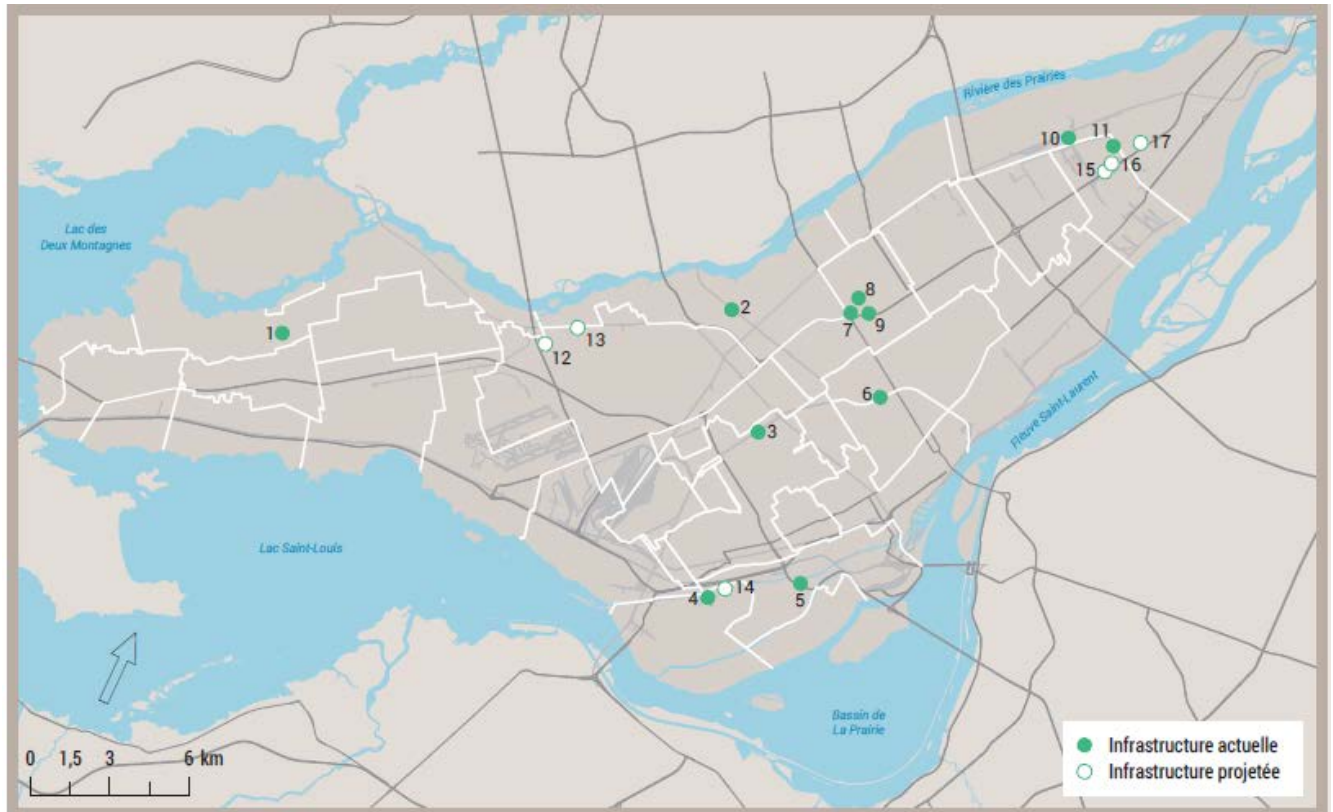 Rivière des Prairies
10
11
17
16
15
Lac des
Deux Montagnes
8
2
7
9
1
13
12
6
Fleuve Saint-Laurent
3
Lac Saint-Louis
14
4
5
Bassin de
La Prairie
0 1,5 3 6 km
Infrastructure actuelle
Infrastructure projetée